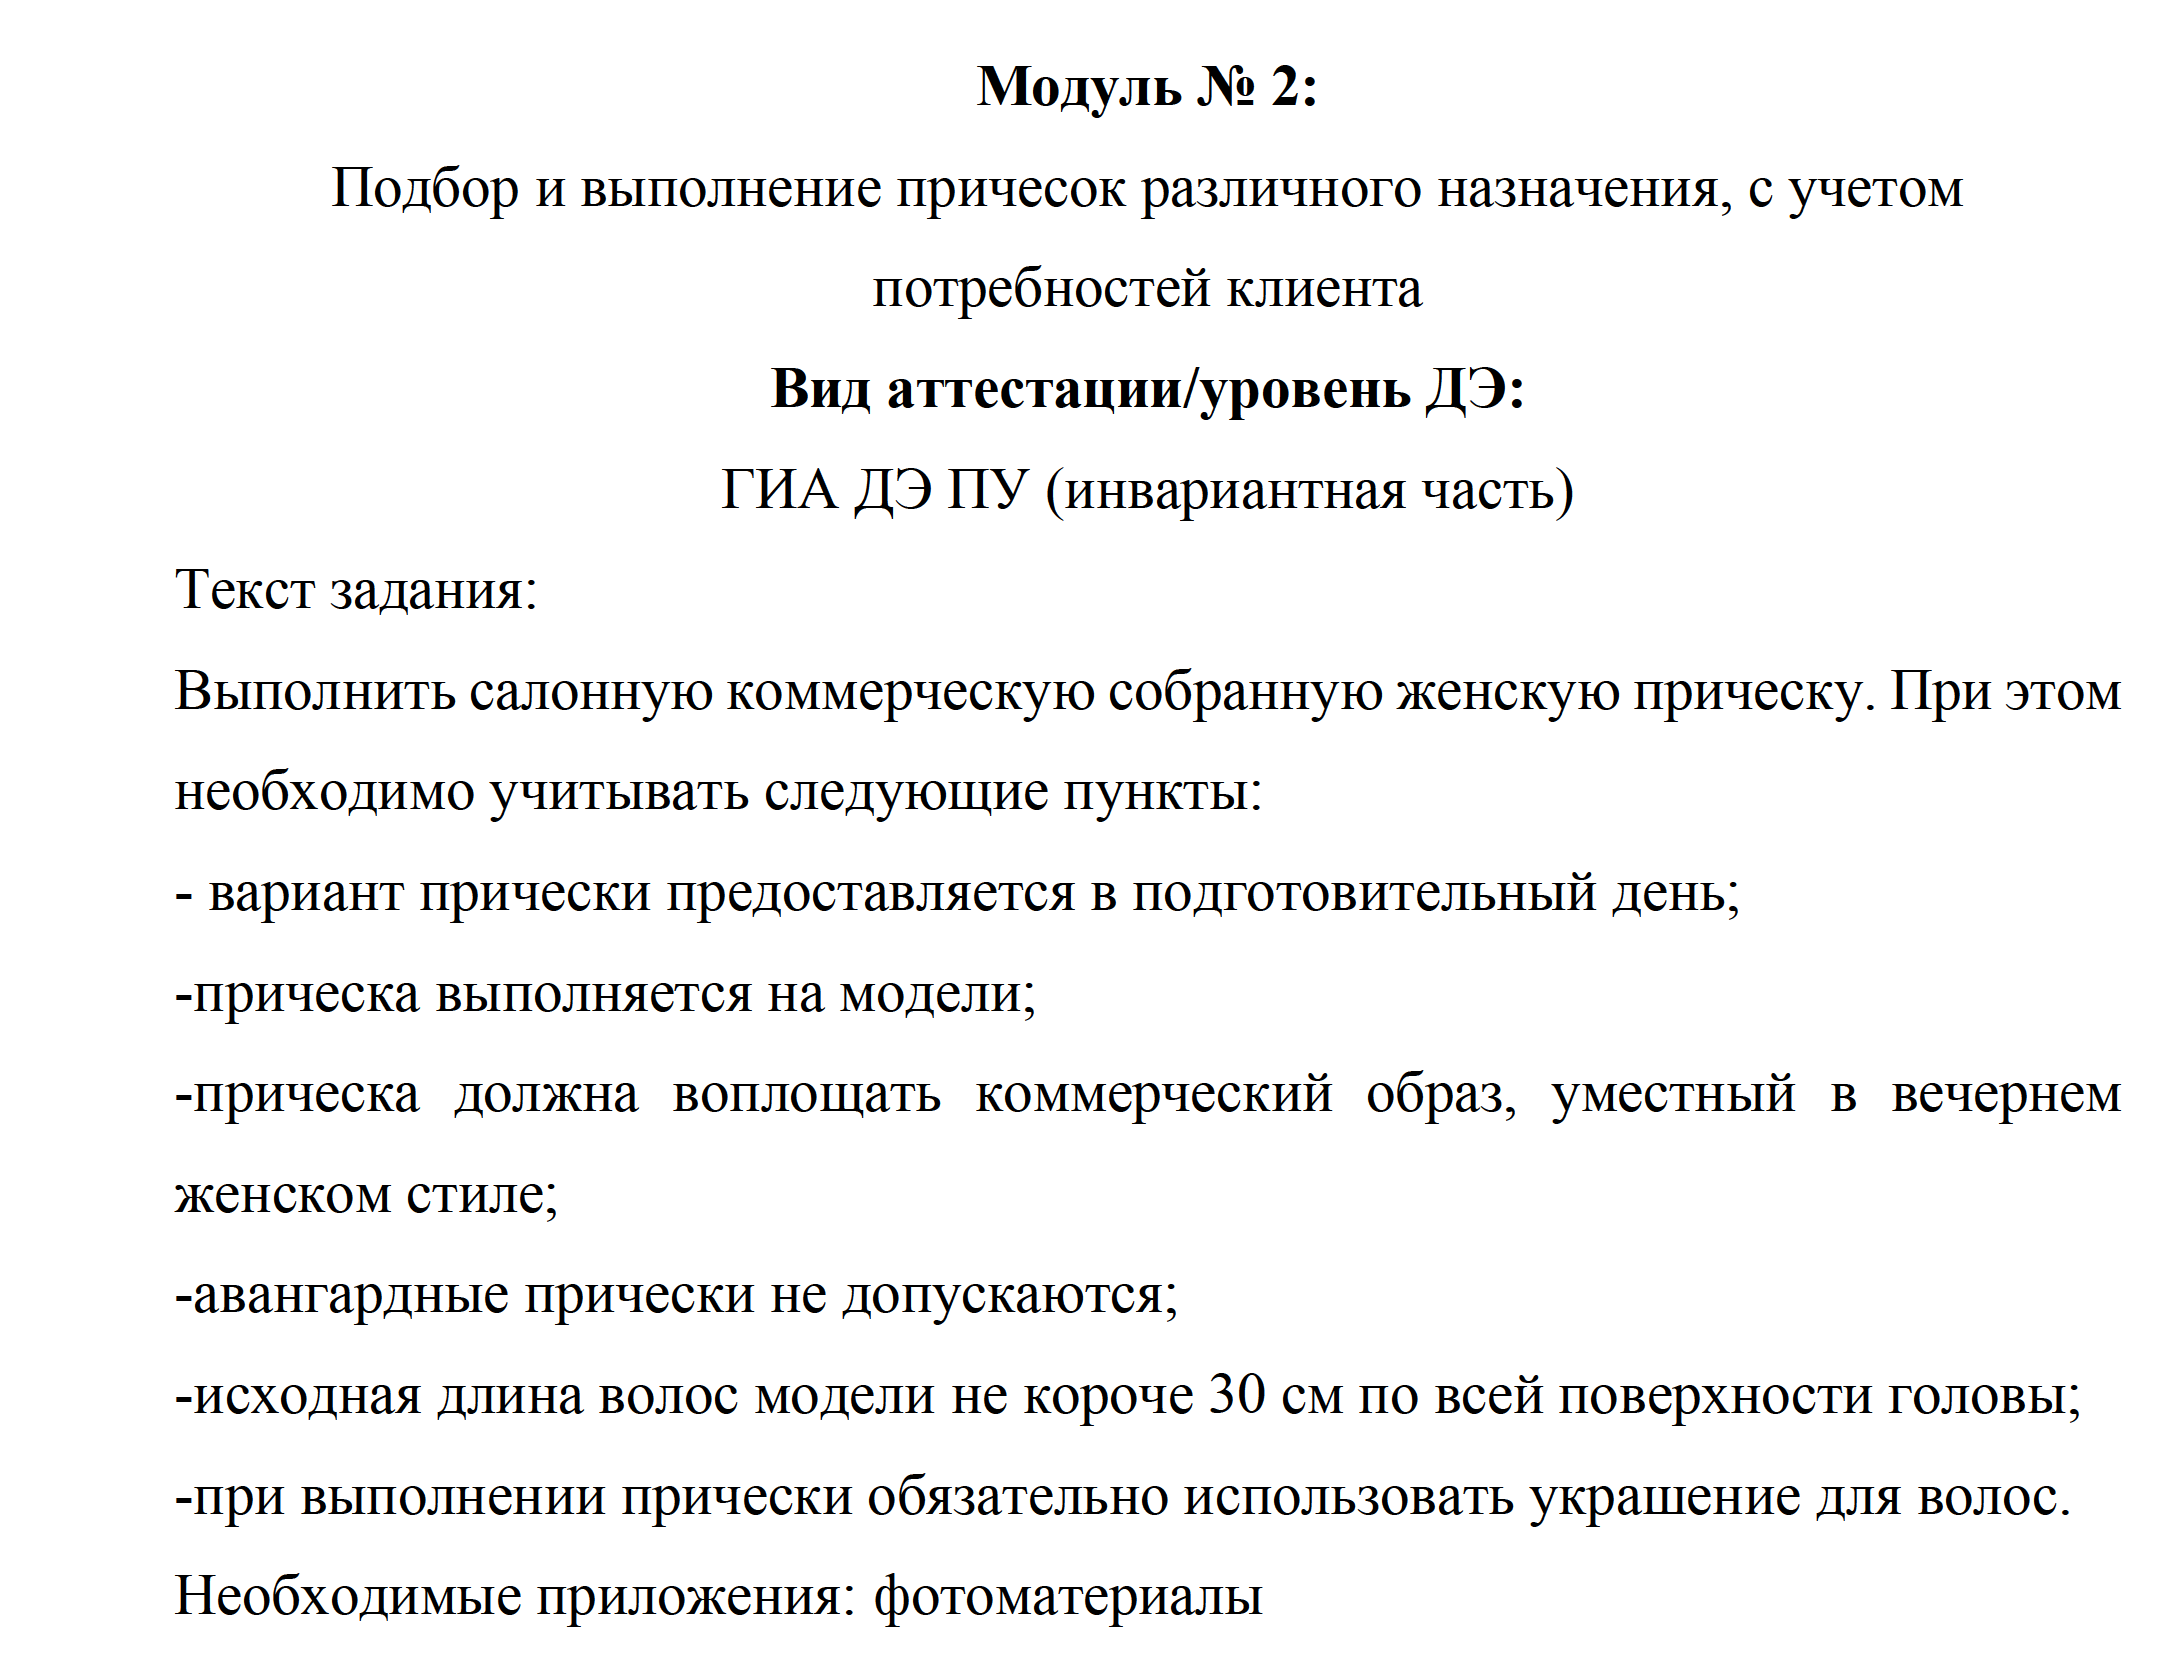 Модуль № 2:
Подбор и выполнение причесок различного назначения, с учетом
потребностей клиента
Вид аттестации/уровень ДЭ:
ГИА ДЭ ПУ (инвариантная часть)
Текст задания:
Выполнить салонную коммерческую собранную женскую прическу. При этом
необходимо учитывать следующие пункты:
- вариант прически предоставляется в подготовительный день;
-прическа выполняется на модели;
-прическа должна воплощать коммерческий образ, уместный в вечернем
женском стиле;
-авангардные прически не допускаются;
-исходная длина волос модели не короче 30 см по всей поверхности головы;
-при выполнении прически обязательно использовать украшение для волос.
Необходимые приложения: фотоматериалы